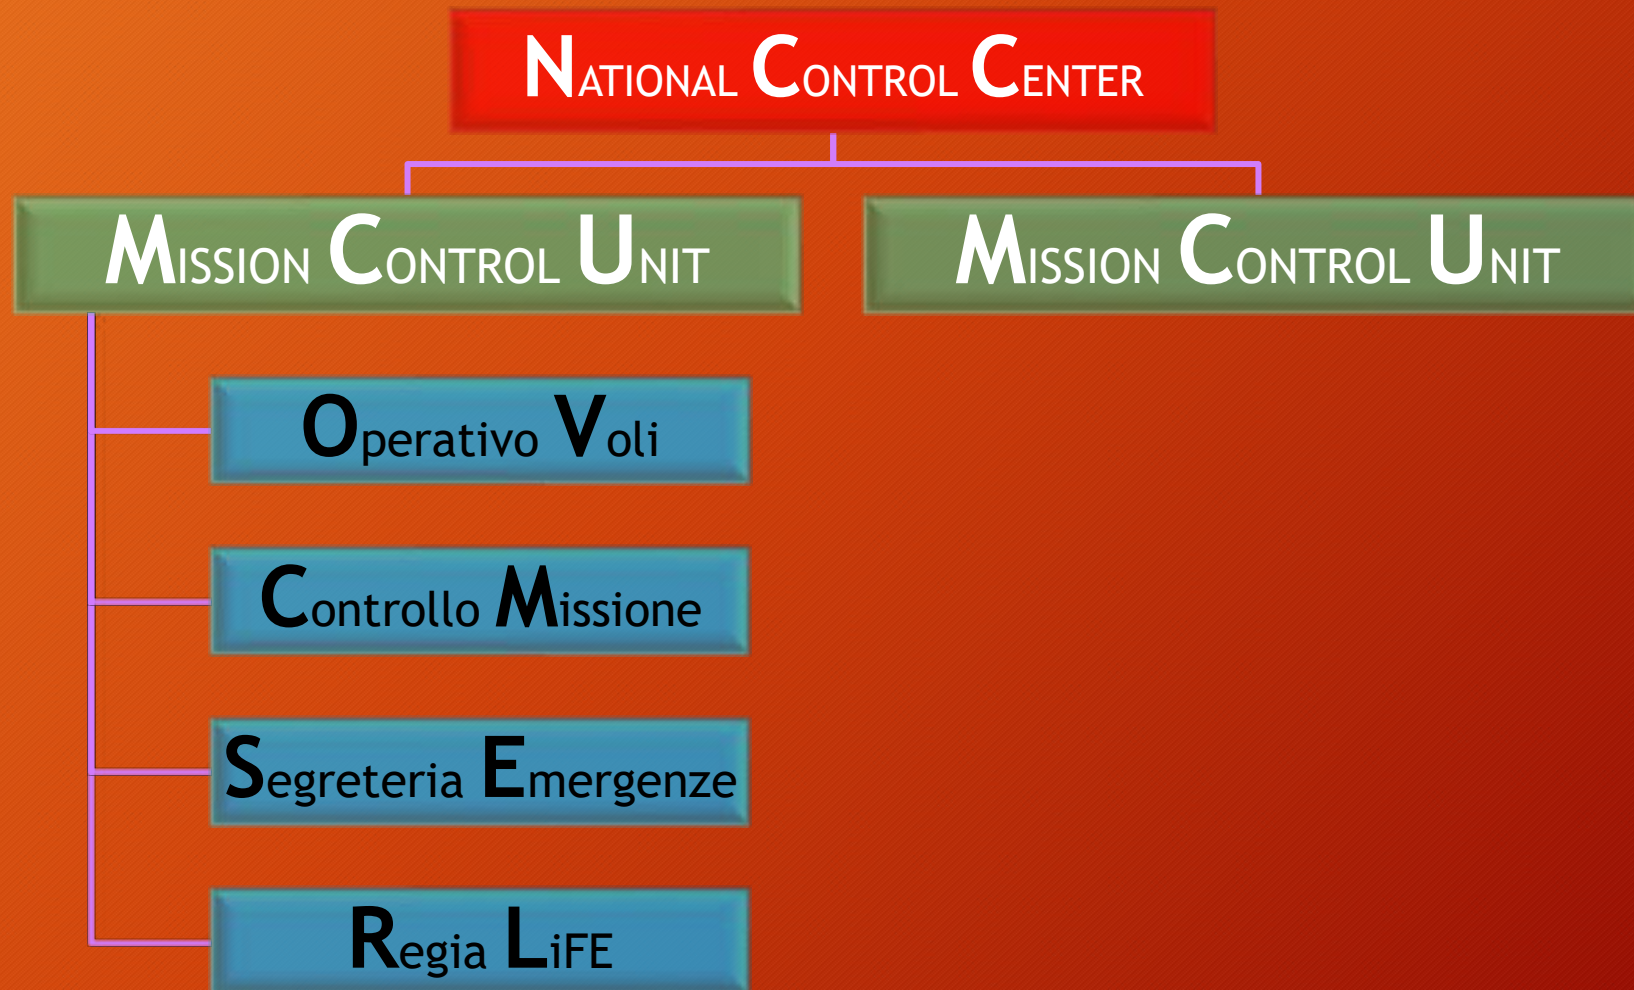 NATIONAL CONTROL CENTER
MISSION CONTROL UNIT
MISSION CONTROL UNIT
Operativo Voli
Controllo Missione
Segreteria Emergenze
Regia LiFE